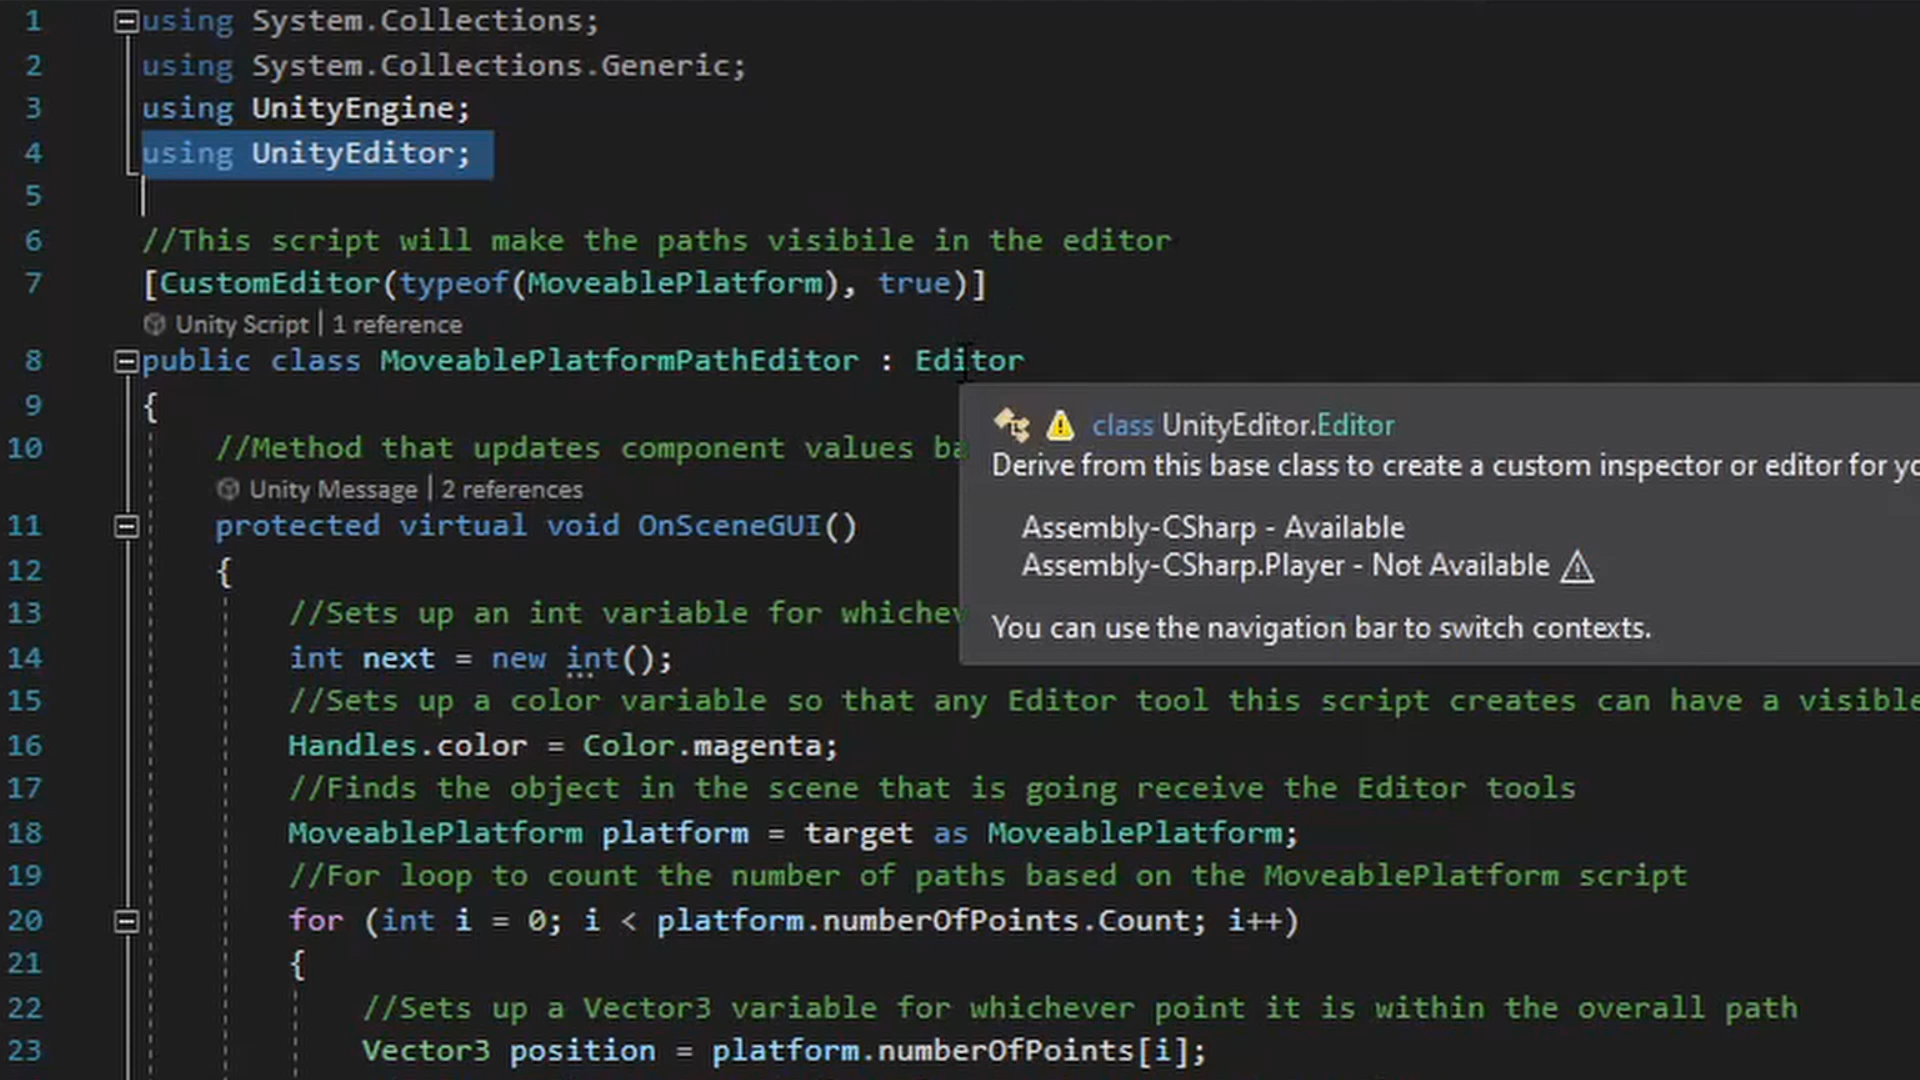 1 using System.Collections;
2 using System.Collections.Generic;
3 using UnityEngine;
4 using UnityEditor;
5
6 //This script will make the paths visibile in the editor
7 [CustomEditor(typeof(MoveablePlatform), true)]
Unity Script | 1 reference
8 public class MoveablePlatformPathEditor : Editor
9 {
class UnityEditor.Editor
10 //Method that updates component values
Derive from this base class to create a custom inspector or editor for
Unity Message | 2 references
11 protected virtual void OnSceneGUI()
Assembly-CSharp - Available
12 {
Assembly-CSharp.Player - Not Available
13 //Sets up an int variable for
You can use the navigation bar to switch contexts.
14 int next = new int();
15 //Sets up a color variable so that any Editor tool this script creates can have a visible
16 Handles.color = Color.magenta;
17 //Finds the object in the scene that is going receive the Editor tools
18 MoveablePlatform platform = target as MoveablePlatform;
19 //For loop to count the number of paths based on the MoveablePlatform script
20 for (int i = 0; i < platform.numberOfPoints.Count; i++)
21 {
22 //Sets up a Vector3 variable for whichever point it is within the overall path
23 Vector3 position = platform.numberOfPoints[i];